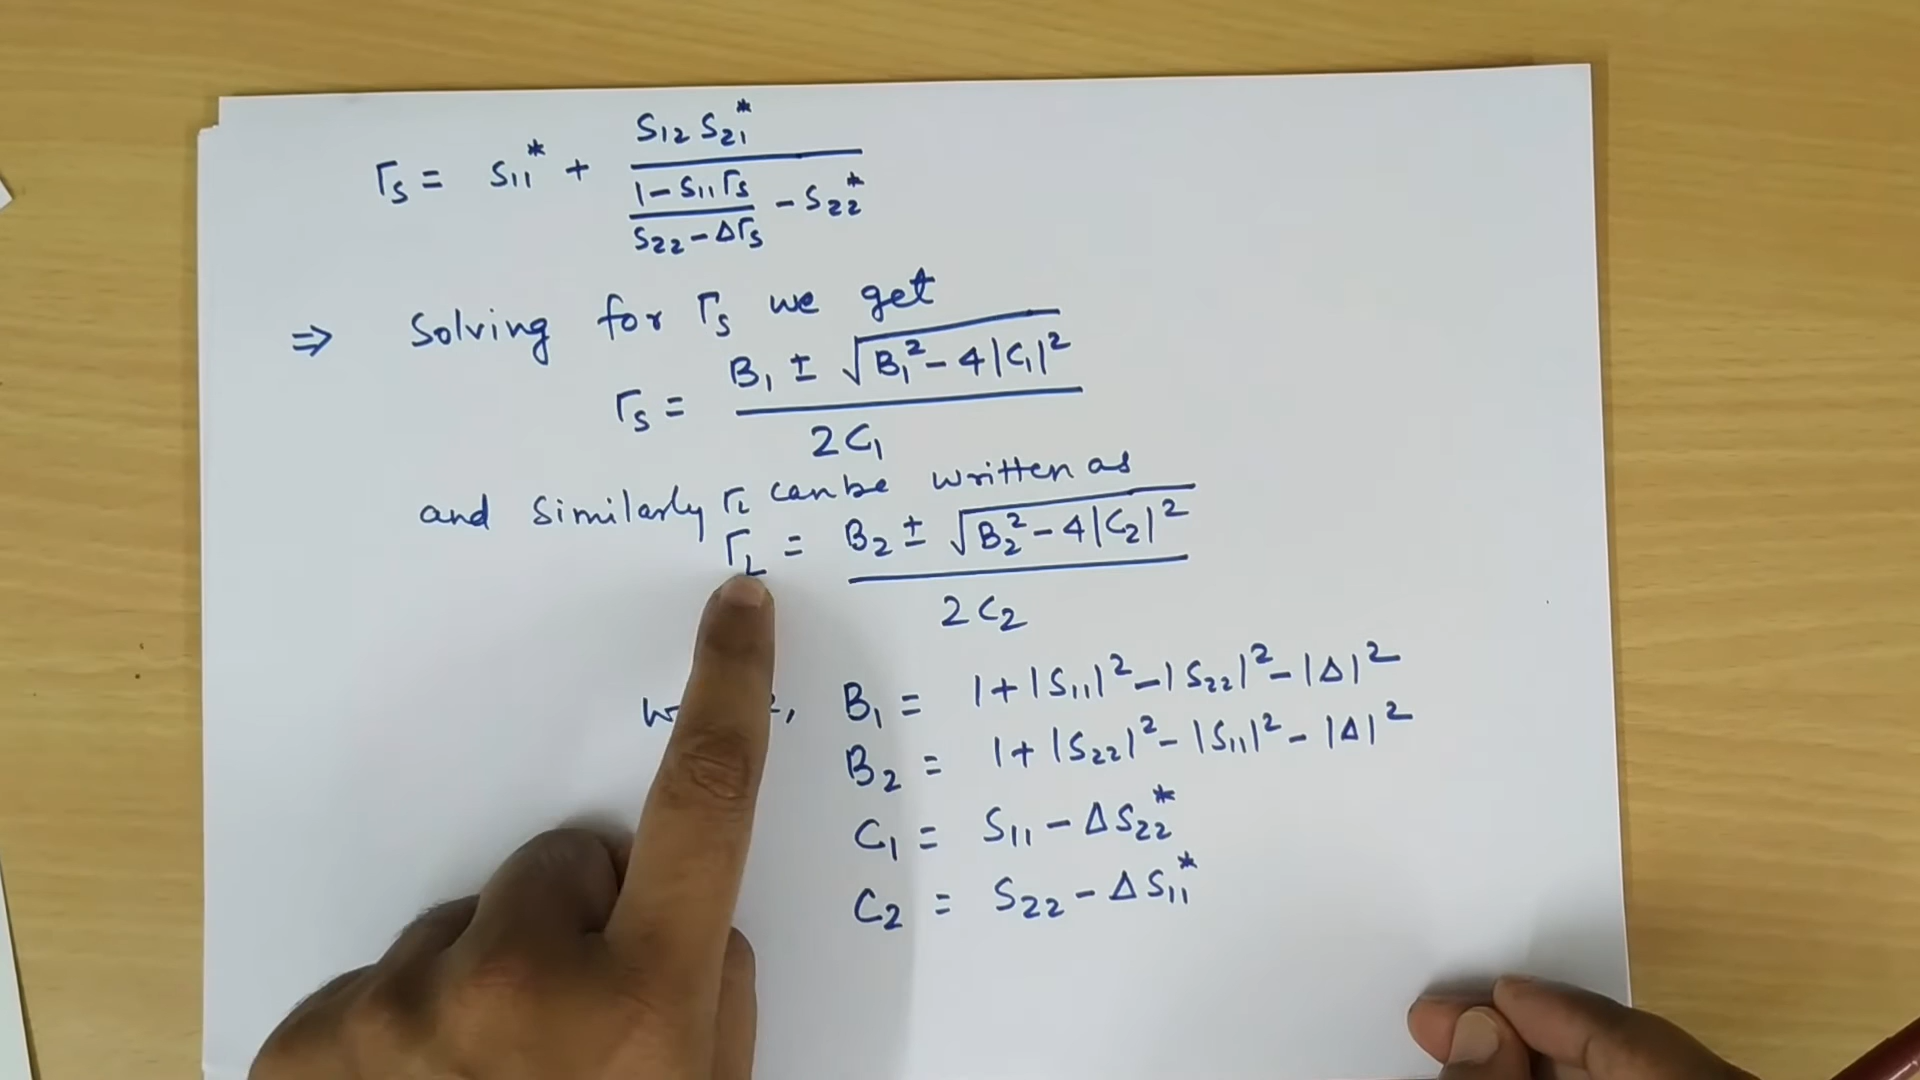 Γs = S11* + S12 S21* / ((1 - S11 Γs) / (S22 - ΔΓs) - S22*)
⇒ Solving for Γs we get
Γs = (B1 ± √(B1² - 4|C1|²)) / 2C1
and similarly ΓL can be written as
ΓL = (B2 ± √(B2² - 4|C2|²)) / 2C2
B1 = 1 + |S11|² - |S22|² - |Δ|²
B2 = 1 + |S22|² - |S11|² - |Δ|²
C1 = S11 - ΔS22*
C2 = S22 - ΔS11*